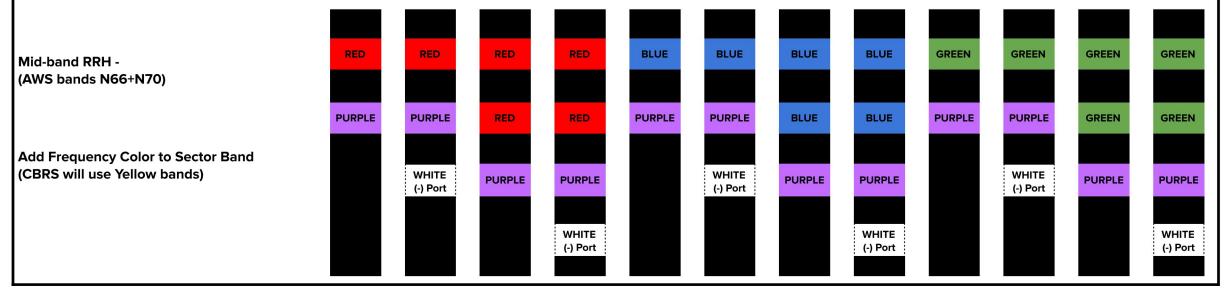 RED RED RED RED BLUE BLUE BLUE BLUE GREEN GREEN GREEN GREEN
Mid-band RRH -
(AWS bands N66+N70)
PURPLE PURPLE RED RED PURPLE PURPLE BLUE BLUE PURPLE PURPLE GREEN GREEN
Add Frequency Color to Sector Band
(CBRS will use Yellow bands)
WHITE PURPLE PURPLE WHITE PURPLE PURPLE WHITE PURPLE PURPLE
(-) Port (-) Port (-) Port
WHITE WHITE WHITE
(-) Port (-) Port (-) Port